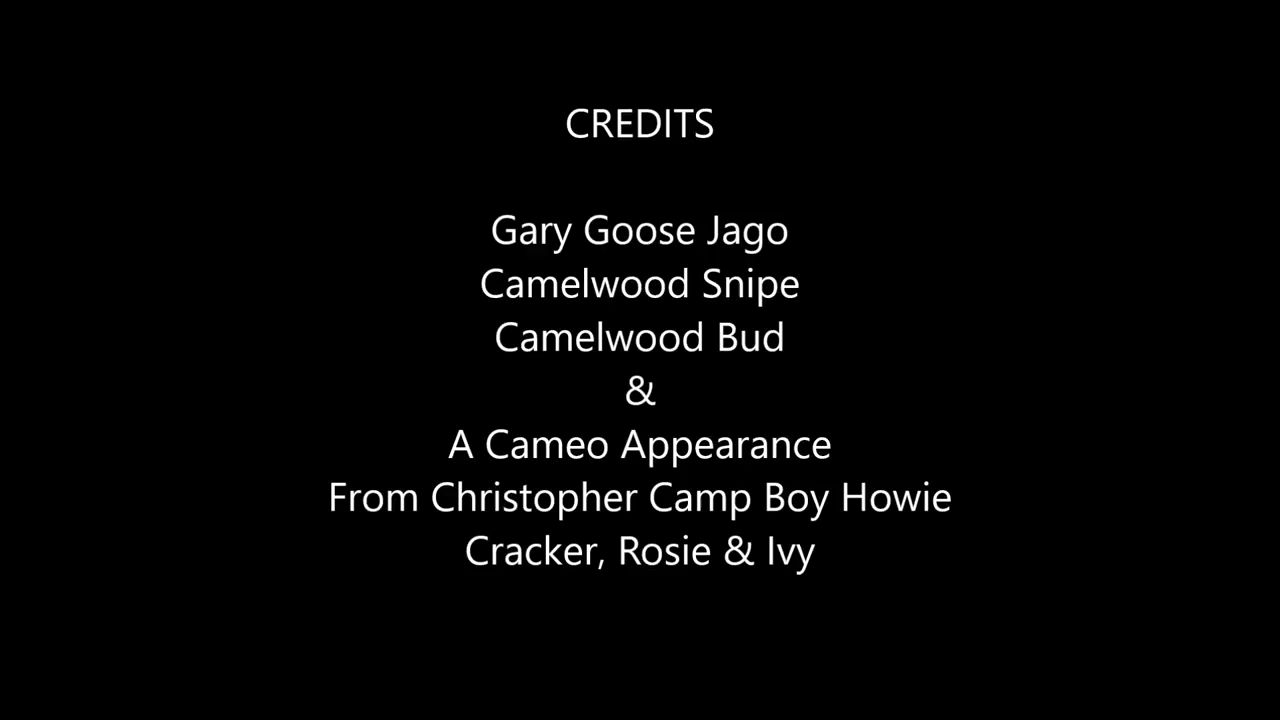 CREDITS
Gary Goose Jago
Camelwood Snipe
Camelwood Bud
&
A Cameo Appearance
From Christopher Camp Boy Howie
Cracker, Rosie & Ivy